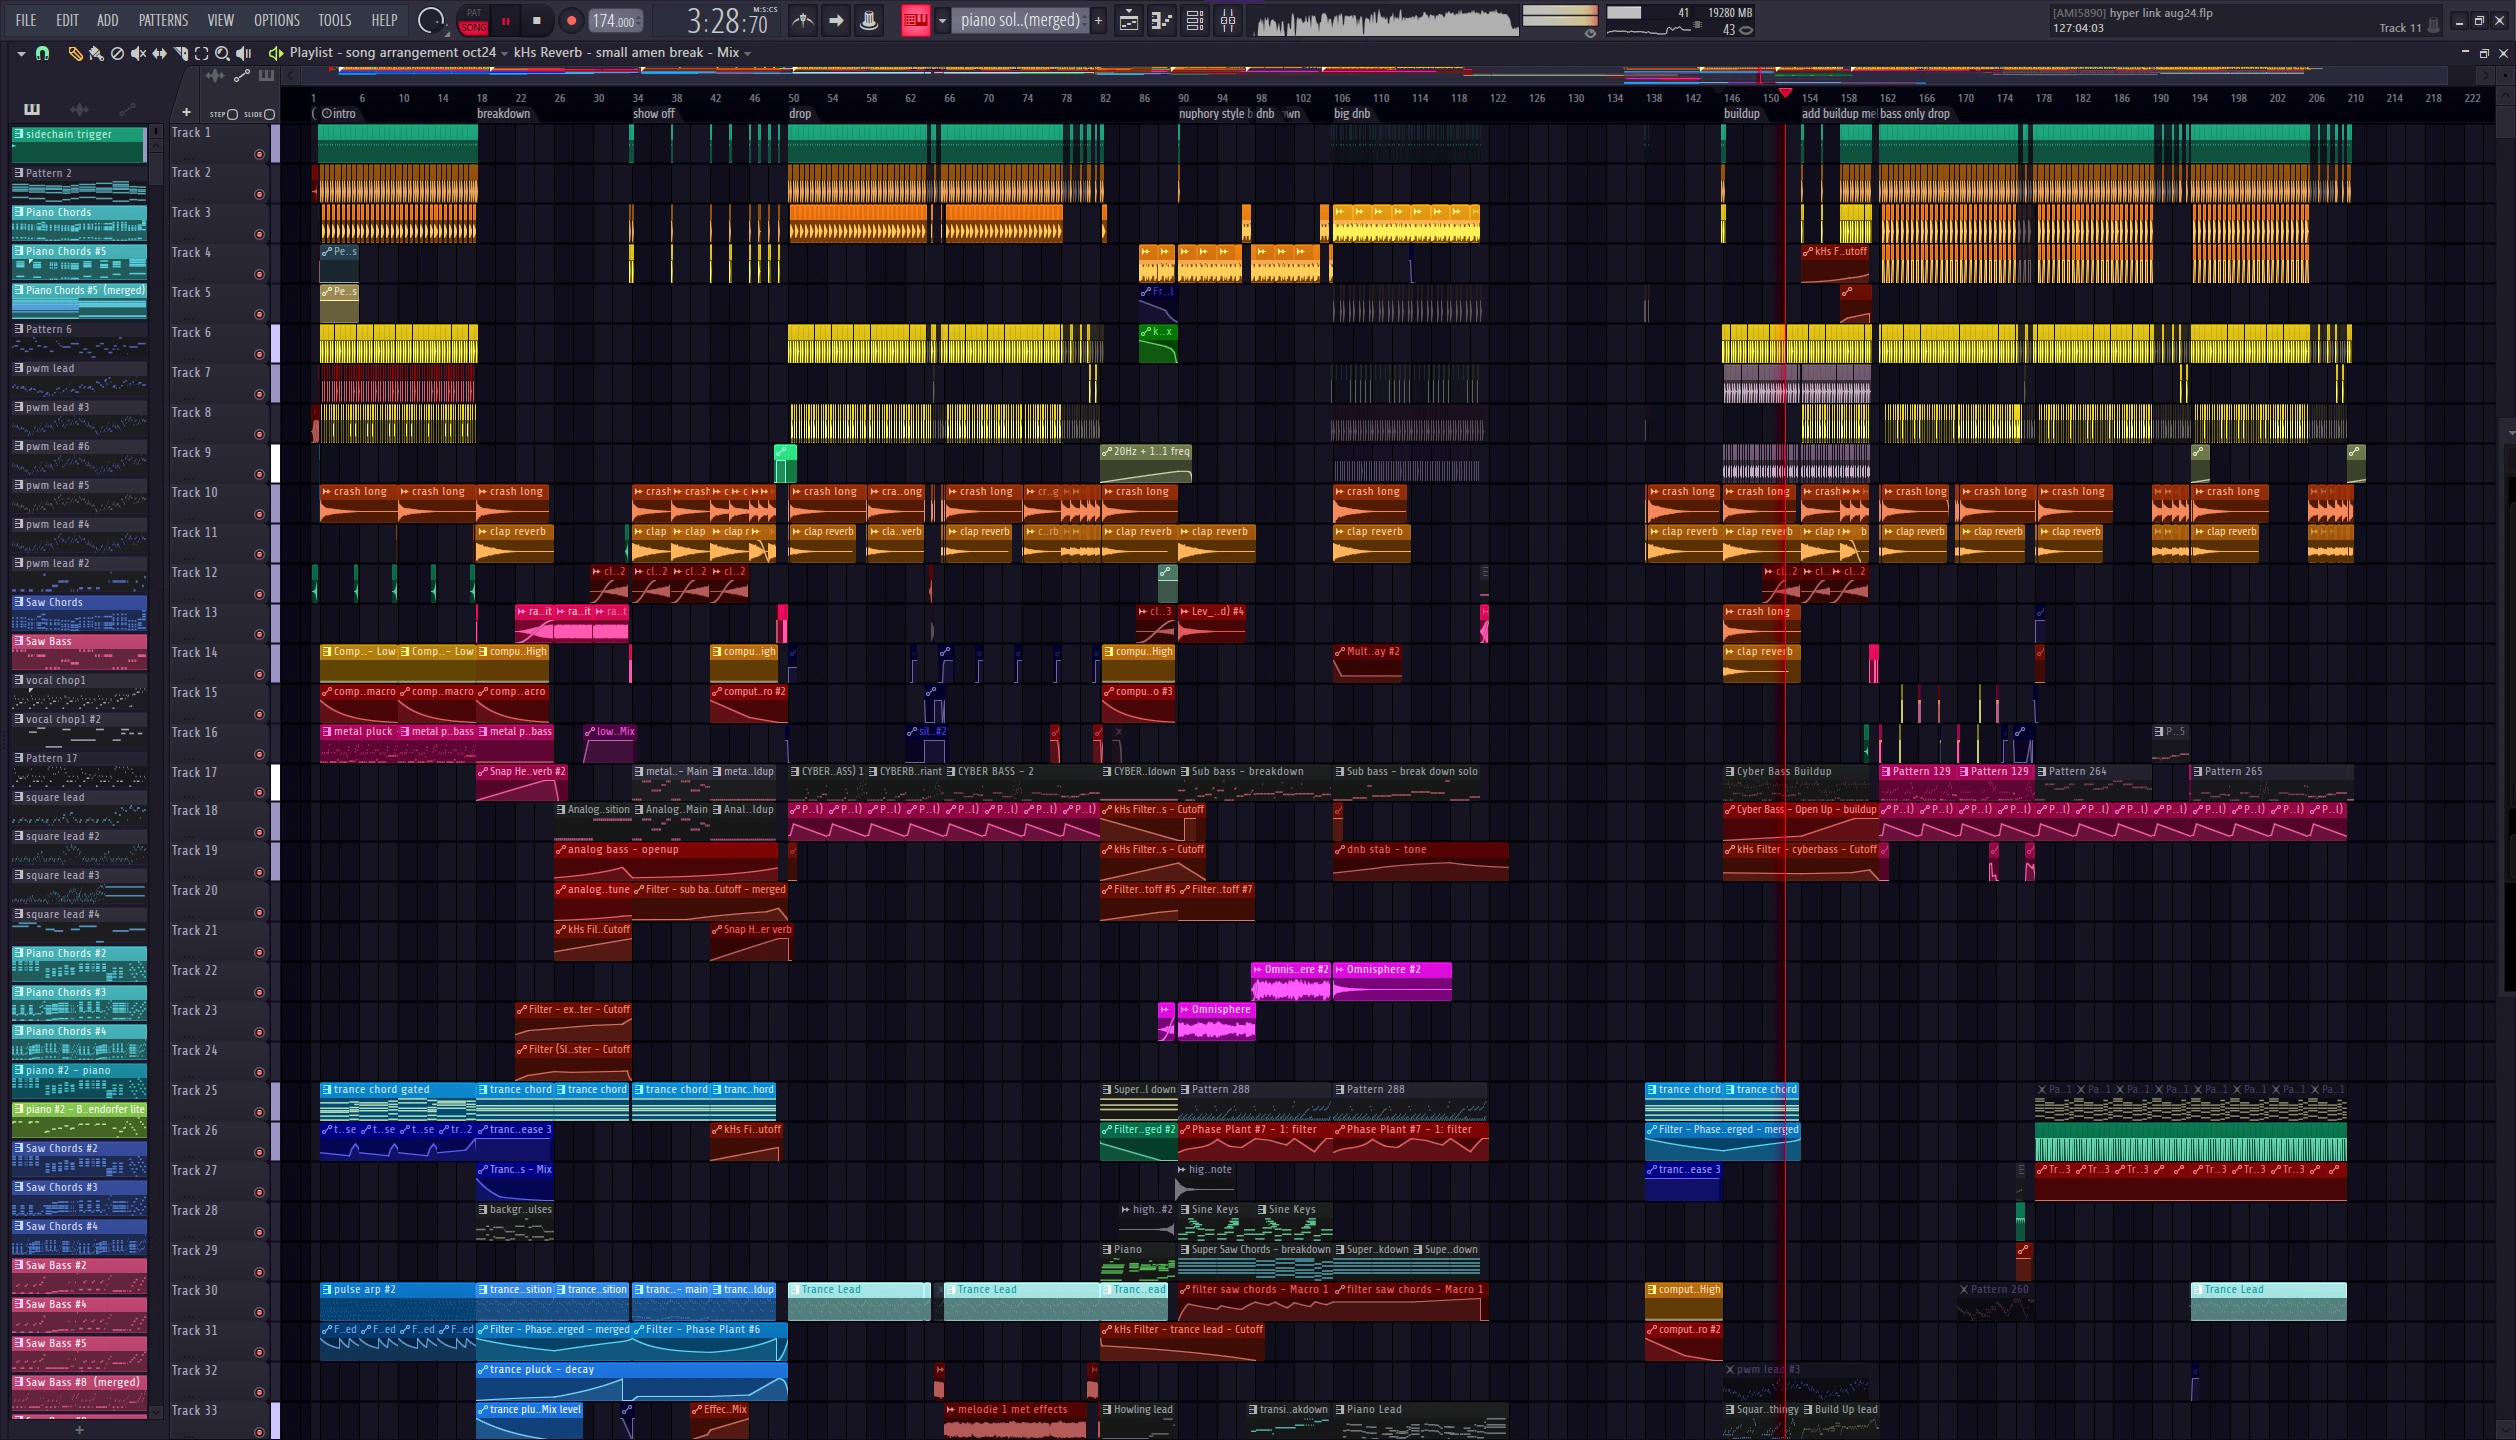 FILE EDIT ADD PATTERNS VIEW OPTIONS TOOLS HELP
PAT
SONG
174.000
3:28:70
M:S:CS
piano sol..(merged)
41
19280 MB
43
[AMI5890] hyper link aug24.flp
127:04:03
Track 11
Playlist - song arrangement oct24 kHs Reverb - small amen break - Mix
STEP SLIDE
1 6 10 14 18 22 26 30 34 38 42 46 50 54 58 62 66 70 74 78 82 86 90 94 98 102 106 110 114 118 122 126 130 134 138 142 146 150 154 158 162 166 170 174 178 182 186 190 194 198 202 206 210 214 218 222
intro breakdown show off drop nuphory style b dnb wn big dnb buildup add buildup me bass only drop
sidechain trigger
Pattern 2
Piano Chords
Piano Chords #5
Piano Chords #5 (merged)
Pattern 6
pwm lead
pwm lead #3
pwm lead #6
pwm lead #5
pwm lead #4
pwm lead #2
Saw Chords
Saw Bass
vocal chop1
vocal chop1 #2
Pattern 17
square lead
square lead #2
square lead #3
square lead #4
Piano Chords #2
Piano Chords #3
Piano Chords #4
piano #2 - piano
piano #2 - B..endorfer lite
Saw Chords #2
Saw Chords #3
Saw Chords #4
Saw Bass #2
Saw Bass #4
Saw Bass #5
Saw Bass #8 (merged)
Track 1
Track 2
Track 3
Track 4 Pe..s kHs F..utoff
Track 5 Pe..s Fr..l
Track 6 k..x
Track 7
Track 8
Track 9 20Hz + 1..1 freq
Track 10 crash long crash long crash long crash crash c c c crash long cra..ong crash long cr..g crash long crash long crash long crash long crash crash long crash long crash long crash long
Track 11 clap reverb clap clap clap r clap reverb cla..verb clap reverb c..rb clap reverb clap reverb clap reverb clap reverb clap reverb clap r b clap reverb clap reverb clap reverb clap reverb
Track 12 cl..2 cl..2 cl..2 cl..2 cl..2 cl.. cl..2
Track 13 ra..it ra..it ra..t cl..3 Lev_..d) #4 crash long
Track 14 Comp..- Low Comp..- Low compu..High compu..igh compu..High Mult..ay #2 clap reverb
Track 15 comp..macro comp..macro comp..acro comput..ro #2 compu..o #3
Track 16 metal pluck metal p..bass metal p..bass low..Mix sil..#2 P..5
Track 17 Snap He..verb #2 metal..- Main meta..ldup CYBER..ASS) 1 CYBERB..riant CYBER BASS - 2 CYBER..ldown Sub bass - breakdown Sub bass - break down solo Cyber Bass Buildup Pattern 129 Pattern 129 Pattern 264 Pattern 265
Track 18 Analog..sition Analog..Main Anal..ldup P..l) P..l) P..l) P..l) P..l) P..l) P..l) P..l) kHs Filter..s - Cutoff Cyber Bass - Open Up - buildup P..l) P..l) P..l) P..l) P..l) P..l) P..l) P..l) P..l) P..l) P..l) P..l)
Track 19 analog bass - openup kHs Filter..s - Cutoff dnb stab - tone kHs Filter - cyberbass - Cutoff
Track 20 analog..tune Filter - sub ba..Cutoff - merged Filter..toff #5 Filter..toff #7
Track 21 kHs Fil..Cutoff Snap H..er verb
Track 22 Omnis..ere #2 Omnisphere #2
Track 23 Filter - ex..ter - Cutoff Omnisphere
Track 24 Filter (Sl..ster - Cutoff
Track 25 trance chord gated trance chord trance chord trance chord tranc..hord Super..l down Pattern 288 Pattern 288 trance chord trance chord Pa..1 Pa..1 Pa..1 Pa..1 Pa..1 Pa..1 Pa..1 Pa..1
Track 26 t..se t..se t..se tr..2 tranc..ease 3 kHs Fi..utoff Filter..ged #2 Phase Plant #7 - 1: filter Phase Plant #7 - 1: filter Filter - Phase..erged - merged
Track 27 Tranc..s - Mix hig..note tranc..ease 3 Tr..3 Tr..3 Tr..3 Tr..3 Tr..3 Tr..3
Track 28 backgr..ulses high..#2 Sine Keys Sine Keys
Track 29 Piano Super Saw Chords - breakdown Super..kdown Supe..down
Track 30 pulse arp #2 trance..sition trance..sition tranc..- main tranc..ldup Trance Lead Trance Lead Tranc..ead filter saw chords - Macro 1 filter saw chords - Macro 1 comput..High Pattern 260 Trance Lead
Track 31 F..ed F..ed F..ed F..ed Filter - Phase..erged - merged Filter - Phase Plant #6 kHs Filter - trance lead - Cutoff comput..ro #2
Track 32 trance pluck - decay pwm lead #3
Track 33 trance plu..Mix level Effec..Mix melodie 1 met effects Howling lead transi..akdown Piano Lead Squar..thingy Build Up lead